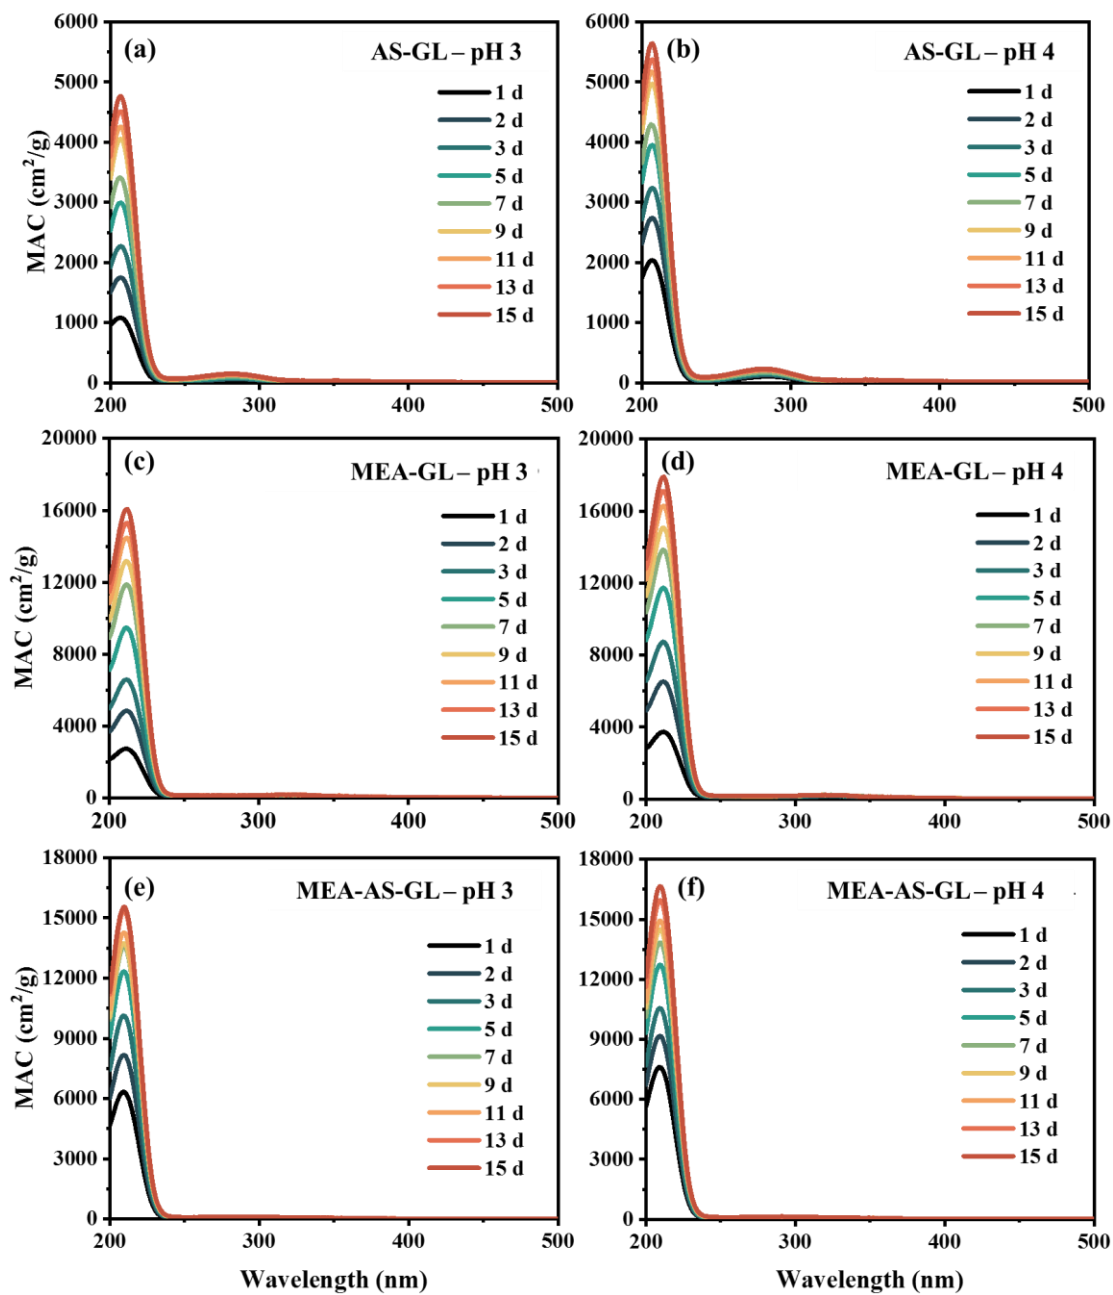 (a)
AS-GL – pH 3
6000
5000
4000
3000
2000
1000
0
MAC (cm²/g)
1 d
2 d
3 d
5 d
7 d
9 d
11 d
13 d
15 d
200
300
400
500
(b)
AS-GL – pH 4
6000
5000
4000
3000
2000
1000
0
1 d
2 d
3 d
5 d
7 d
9 d
11 d
13 d
15 d
200
300
400
500
(c)
MEA-GL – pH 3
20000
16000
12000
8000
4000
0
MAC (cm²/g)
1 d
2 d
3 d
5 d
7 d
9 d
11 d
13 d
15 d
200
300
400
500
(d)
MEA-GL – pH 4
20000
16000
12000
8000
4000
0
1 d
2 d
3 d
5 d
7 d
9 d
11 d
13 d
15 d
200
300
400
500
(e)
MEA-AS-GL – pH 3
18000
15000
12000
9000
6000
3000
0
MAC (cm²/g)
1 d
2 d
3 d
5 d
7 d
9 d
11 d
13 d
15 d
200
300
400
500
Wavelength (nm)
(f)
MEA-AS-GL – pH 4
18000
15000
12000
9000
6000
3000
0
1 d
2 d
3 d
5 d
7 d
9 d
11 d
13 d
15 d
200
300
400
500
Wavelength (nm)